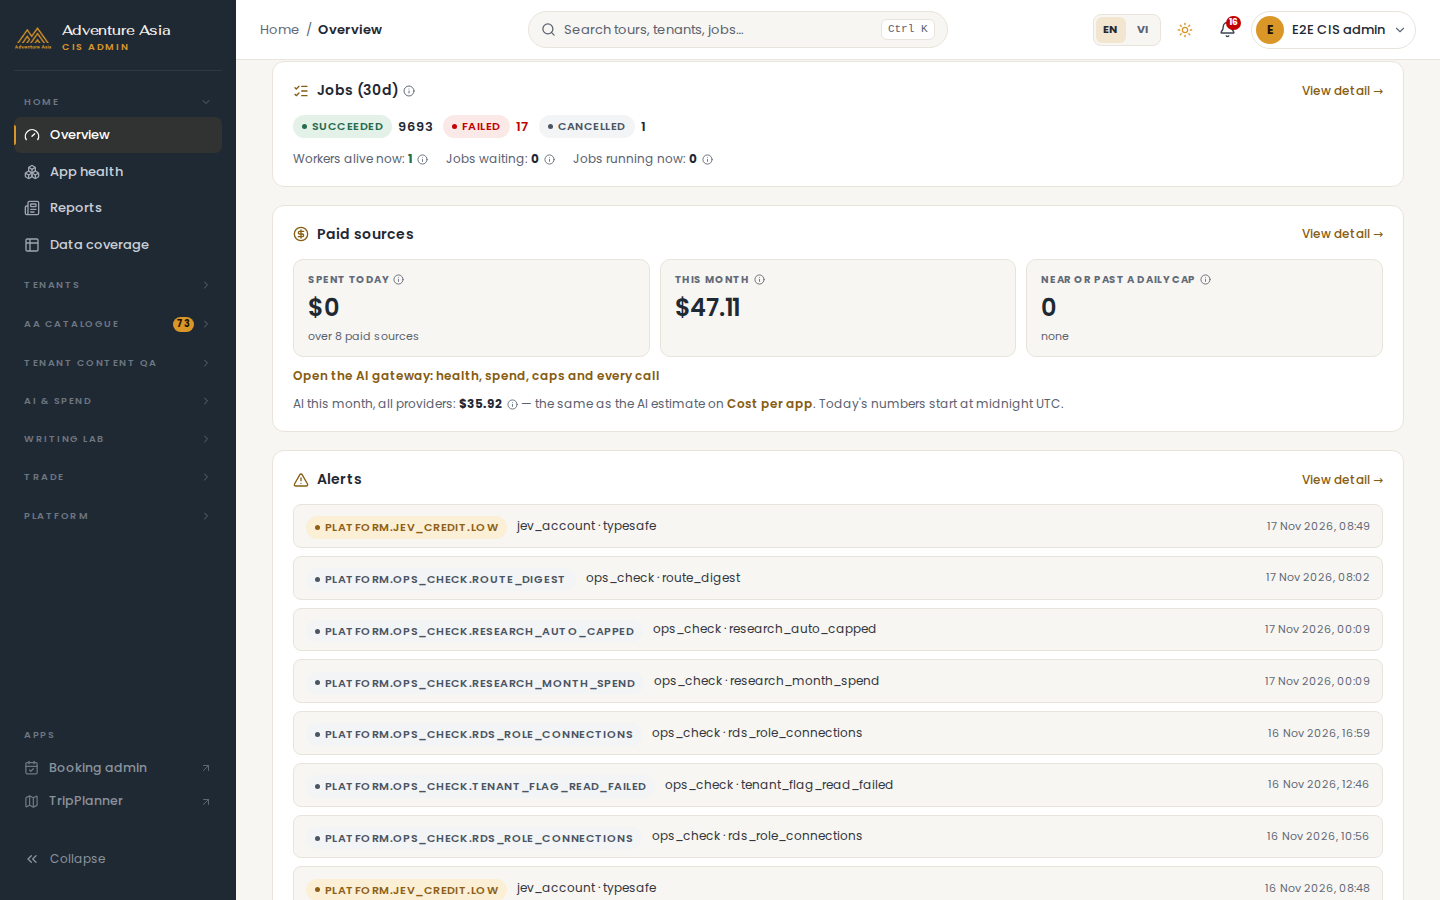 Adventure Asia
CIS ADMIN
Adventure Asia
Home / Overview
Search tours, tenants, jobs...
Ctrl K
EN
VI
16
E
E2E CIS admin
HOME
Overview
App health
Reports
Data coverage
TENANTS
AA CATALOGUE
73
TENANT CONTENT QA
AI & SPEND
WRITING LAB
TRADE
PLATFORM
APPS
Booking admin
TripPlanner
Collapse
Jobs (30d)
View detail →
SUCCEEDED 9693 FAILED 17 CANCELLED 1
Workers alive now: 1 Jobs waiting: 0 Jobs running now: 0
Paid sources
View detail →
SPENT TODAY
$0
over 8 paid sources
THIS MONTH
$47.11
NEAR OR PAST A DAILY CAP
0
none
Open the AI gateway: health, spend, caps and every call
AI this month, all providers: $35.92 — the same as the AI estimate on Cost per app. Today's numbers start at midnight UTC.
Alerts
View detail →
PLATFORM.JEV_CREDIT.LOW jev_account · typesafe 17 Nov 2026, 08:49
PLATFORM.OPS_CHECK.ROUTE_DIGEST ops_check · route_digest 17 Nov 2026, 08:02
PLATFORM.OPS_CHECK.RESEARCH_AUTO_CAPPED ops_check · research_auto_capped 17 Nov 2026, 00:09
PLATFORM.OPS_CHECK.RESEARCH_MONTH_SPEND ops_check · research_month_spend 17 Nov 2026, 00:09
PLATFORM.OPS_CHECK.RDS_ROLE_CONNECTIONS ops_check · rds_role_connections 16 Nov 2026, 16:59
PLATFORM.OPS_CHECK.TENANT_FLAG_READ_FAILED ops_check · tenant_flag_read_failed 16 Nov 2026, 12:46
PLATFORM.OPS_CHECK.RDS_ROLE_CONNECTIONS ops_check · rds_role_connections 16 Nov 2026, 10:56
PLATFORM.JEV_CREDIT.LOW jev_account · typesafe 16 Nov 2026, 08:48